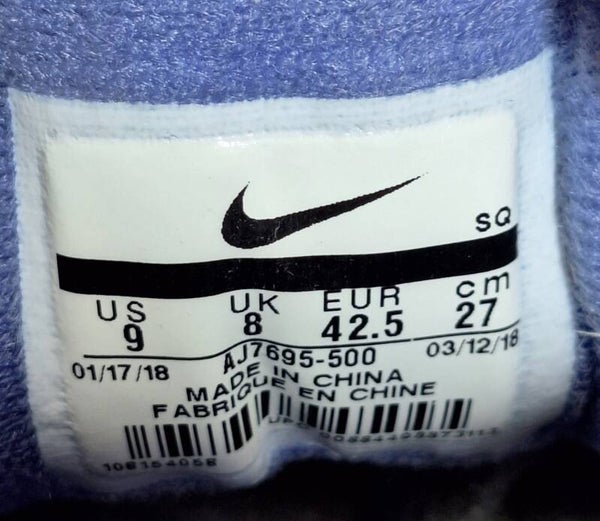 SQ
US UK EUR cm
9 8 42.5 27
01/17/18 AJ7695-500 03/12/18
MADE IN CHINA
FABRIQUE EN CHINE
108154058